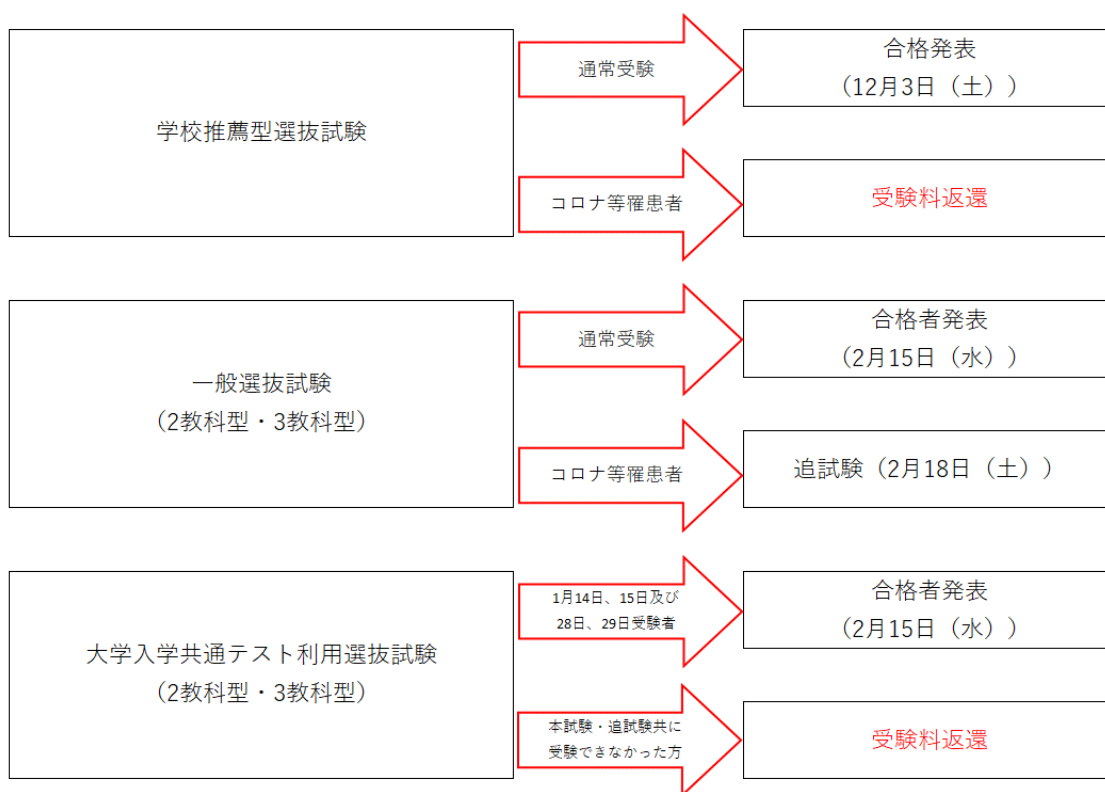 学校推薦型選抜試験
通常受験
合格発表
（12月3日（土））
コロナ等罹患者
受験料返還
一般選抜試験
（2教科型・3教科型）
通常受験
合格者発表
（2月15日（水））
コロナ等罹患者
追試験（2月18日（土））
大学入学共通テスト利用選抜試験
（2教科型・3教科型）
1月14日、15日及び
28日、29日受験者
合格者発表
（2月15日（水））
本試験・追試験共に
受験できなかった方
受験料返還